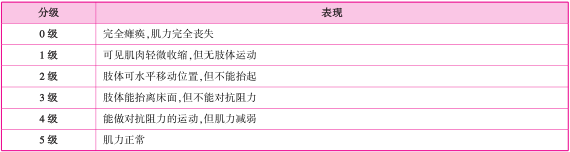 分级 表现
0 级 完全瘫痪,肌力完全丧失
1 级 可见肌肉轻微收缩,但无肢体运动
2 级 肢体可水平移动位置,但不能抬起
3 级 肢体能抬离床面,但不能对抗阻力
4 级 能做对抗阻力的运动,但肌力减弱
5 级 肌力正常